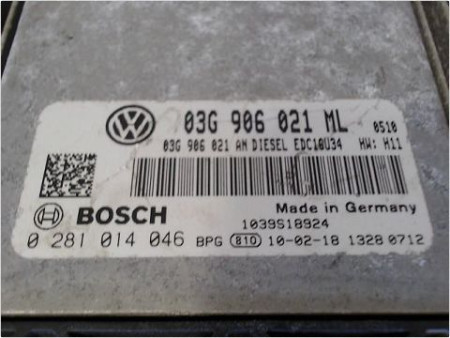 03G 906 021 ML 0510
03G 906 021 AN DIESEL EDC16U34 HW: H11
BOSCH Made in Germany
1039S18924
0 281 014 046 BPG 810 10-02-18 1328 0712